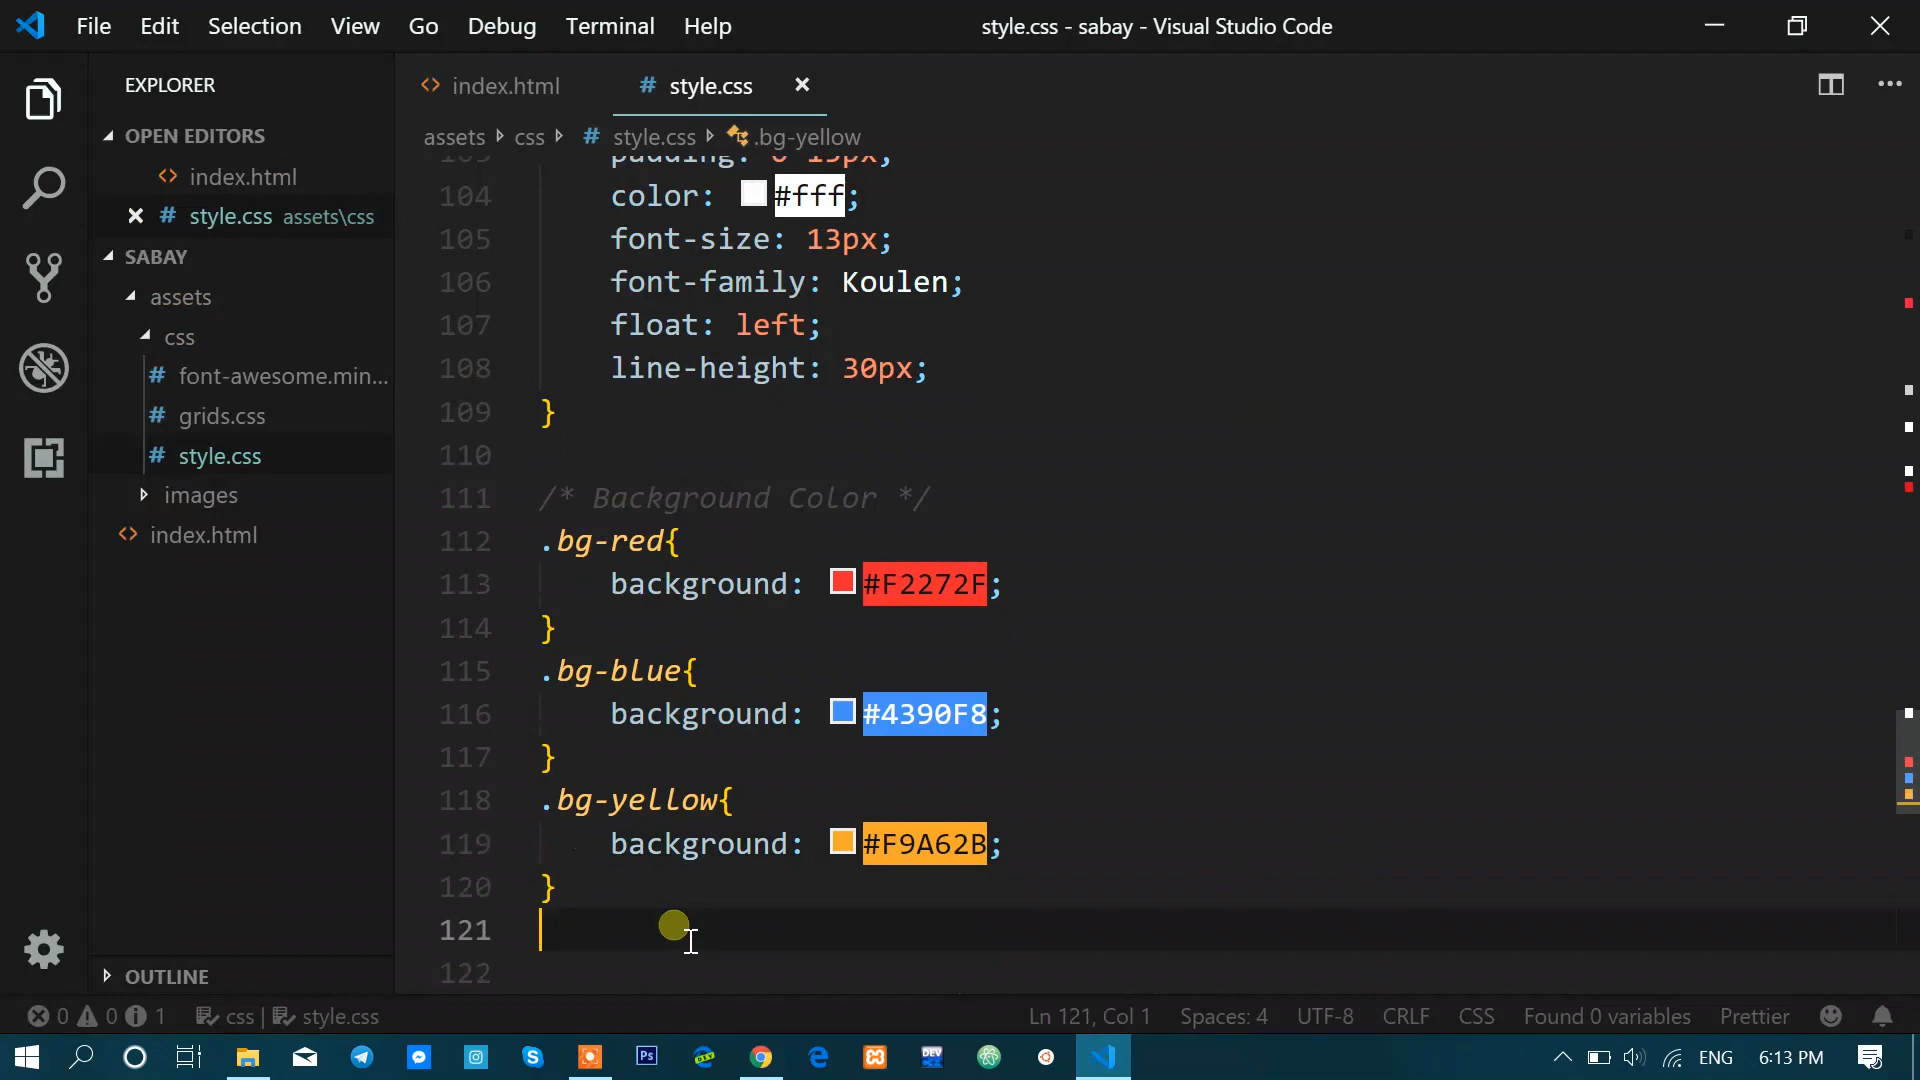 File Edit Selection View Go Debug Terminal Help
style.css - sabay - Visual Studio Code
EXPLORER
OPEN EDITORS
index.html
style.css assets\css
SABAY
assets
css
font-awesome.min...
grids.css
style.css
images
index.html
OUTLINE
index.html
style.css
assets css style.css .bg-yellow
103 padding: 0 15px;
104 color: #fff;
105 font-size: 13px;
106 font-family: Koulen;
107 float: left;
108 line-height: 30px;
109 }
110
111 /* Background Color */
112 .bg-red{
113 background: #F2272F;
114 }
115 .bg-blue{
116 background: #4390F8;
117 }
118 .bg-yellow{
119 background: #F9A62B;
120 }
121
122
0 0 1 css | style.css
Ln 121, Col 1 Spaces: 4 UTF-8 CRLF CSS Found 0 variables Prettier
Ps
DEV
ENG 6:13 PM